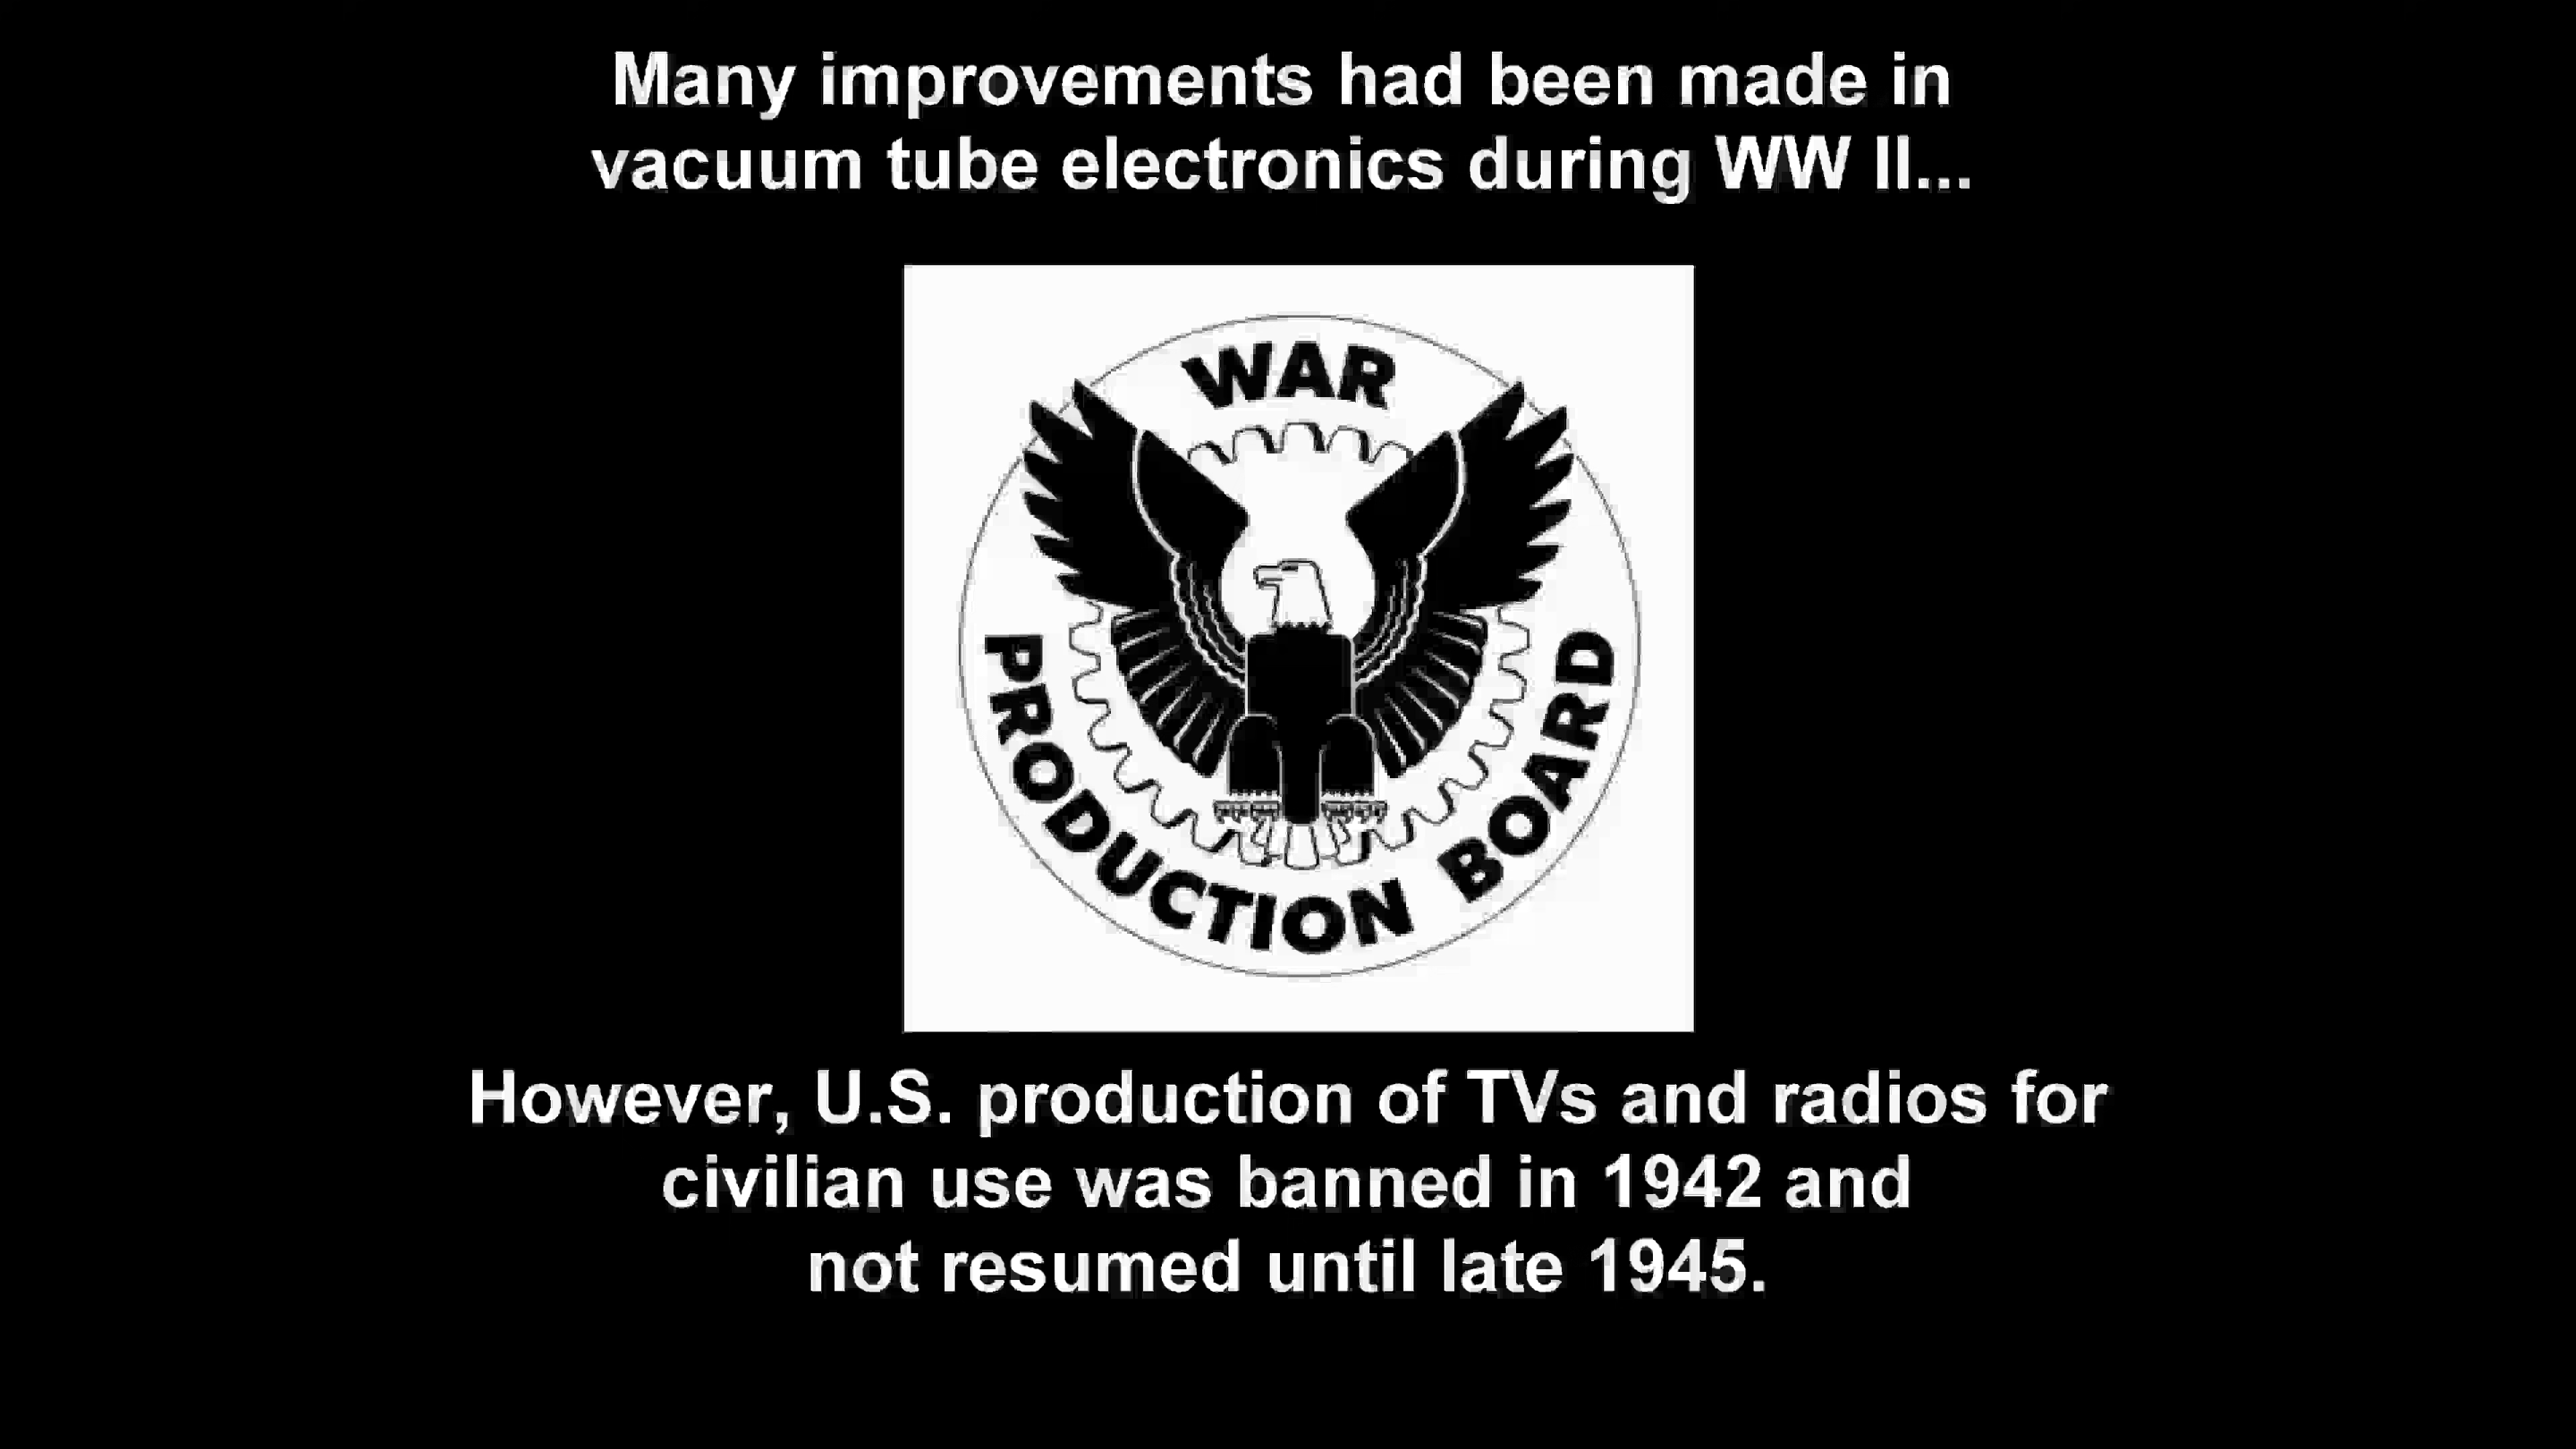 Many improvements had been made in
vacuum tube electronics during WW II...
WAR
PRODUCTION BOARD
However, U.S. production of TVs and radios for
civilian use was banned in 1942 and
not resumed until late 1945.